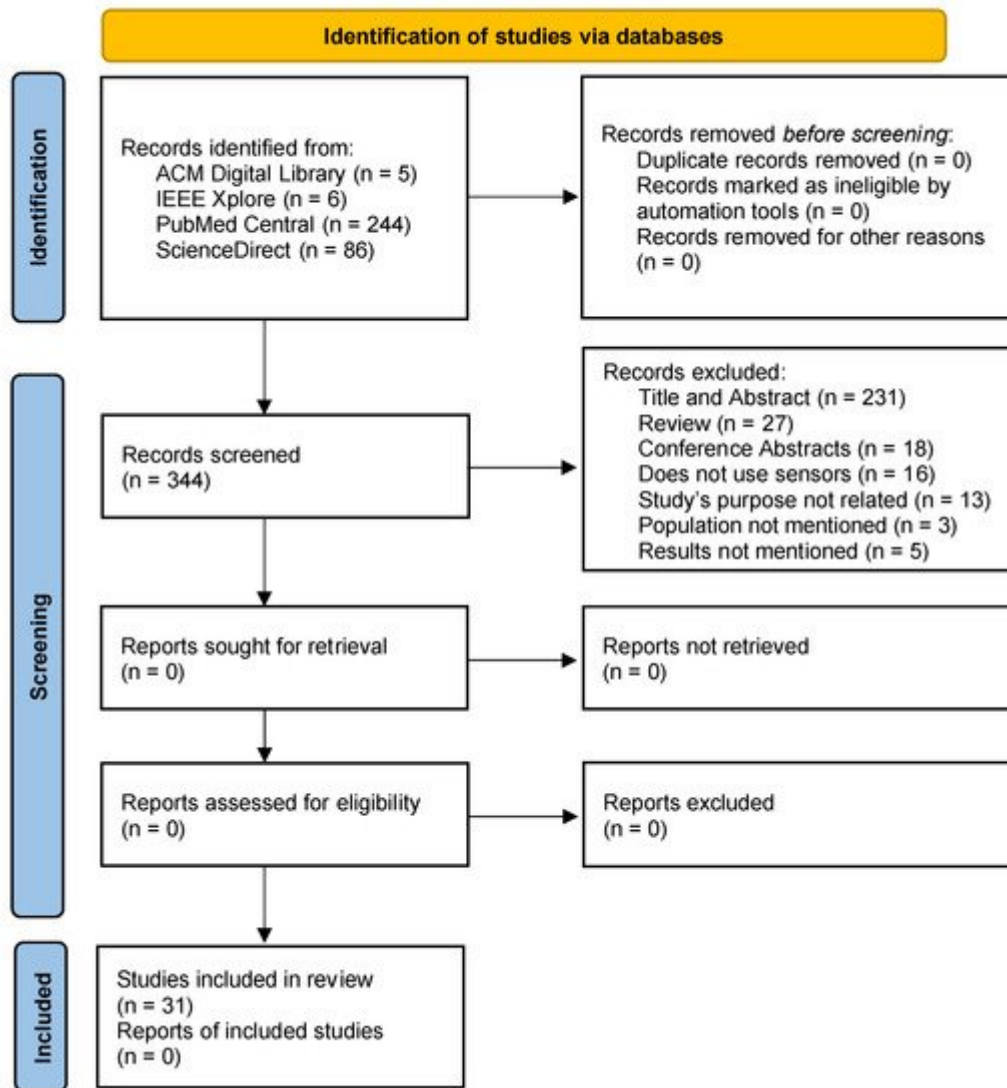 Identification of studies via databases
Identification
Records identified from:
ACM Digital Library (n = 5)
IEEE Xplore (n = 6)
PubMed Central (n = 244)
ScienceDirect (n = 86)
Records removed before screening:
Duplicate records removed (n = 0)
Records marked as ineligible by
automation tools (n = 0)
Records removed for other reasons
(n = 0)
Screening
Records screened
(n = 344)
Records excluded:
Title and Abstract (n = 231)
Review (n = 27)
Conference Abstracts (n = 18)
Does not use sensors (n = 16)
Study's purpose not related (n = 13)
Population not mentioned (n = 3)
Results not mentioned (n = 5)
Reports sought for retrieval
(n = 0)
Reports not retrieved
(n = 0)
Reports assessed for eligibility
(n = 0)
Reports excluded
(n = 0)
Included
Studies included in review
(n = 31)
Reports of included studies
(n = 0)